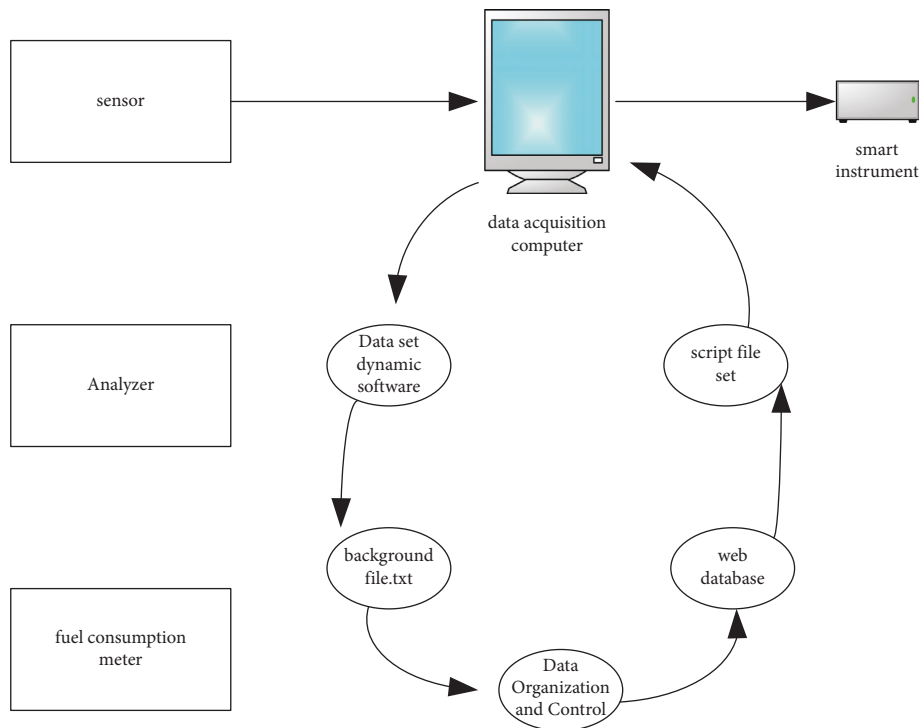 sensor
smart
instrument
data acquisition
computer
Data set
dynamic
software
script file
set
Analyzer
background
file.txt
web
database
fuel consumption
meter
Data
Organization
and Control